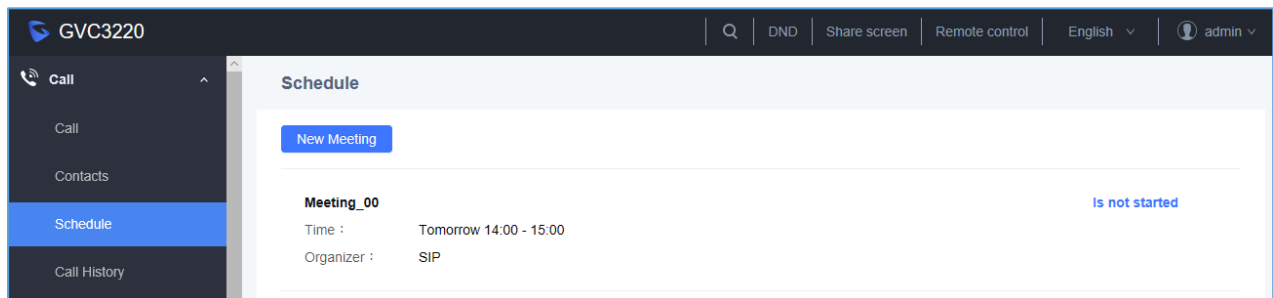 GVC3220
DND
Share screen
Remote control
English
admin
Call
Call
Contacts
Schedule
Call History
Schedule
New Meeting
Meeting_00
Is not started
Time : Tomorrow 14:00 - 15:00
Organizer : SIP